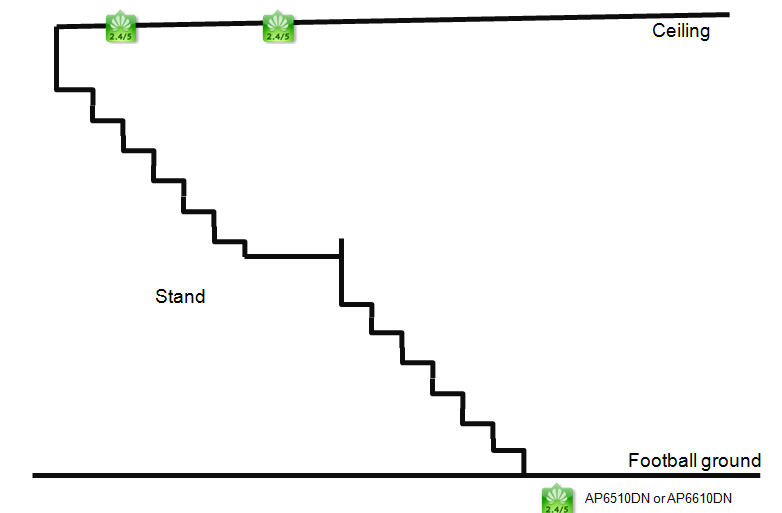 2.4/5
2.4/5
Ceiling
Stand
Football ground
2.4/5
AP6510DN or AP6610DN